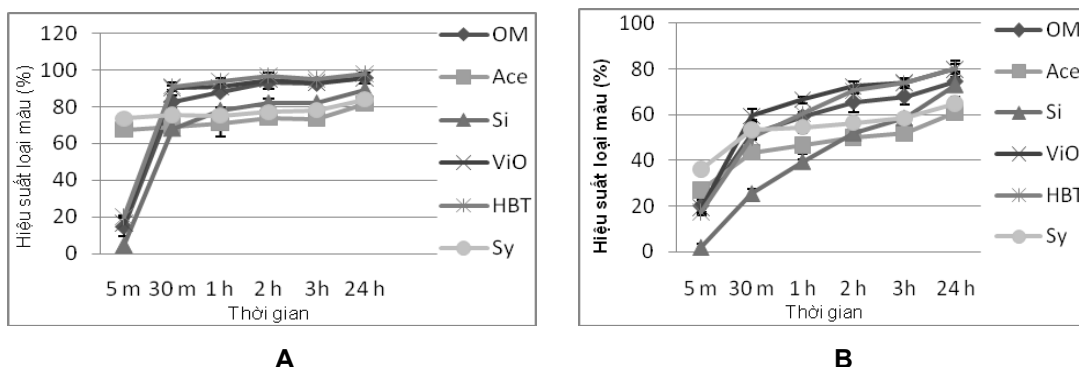 Hiệu suất loại màu (%)
120
100
80
60
40
20
0
5 m 30 m 1 h 2 h 3h 24 h
Thời gian
OM
Ace
Si
ViO
HBT
Sy
A
Hiệu suất loại màu (%)
100
80
60
40
20
0
5 m 30 m 1 h 2 h 3h 24 h
Thời gian
OM
Ace
Si
ViO
HBT
Sy
B